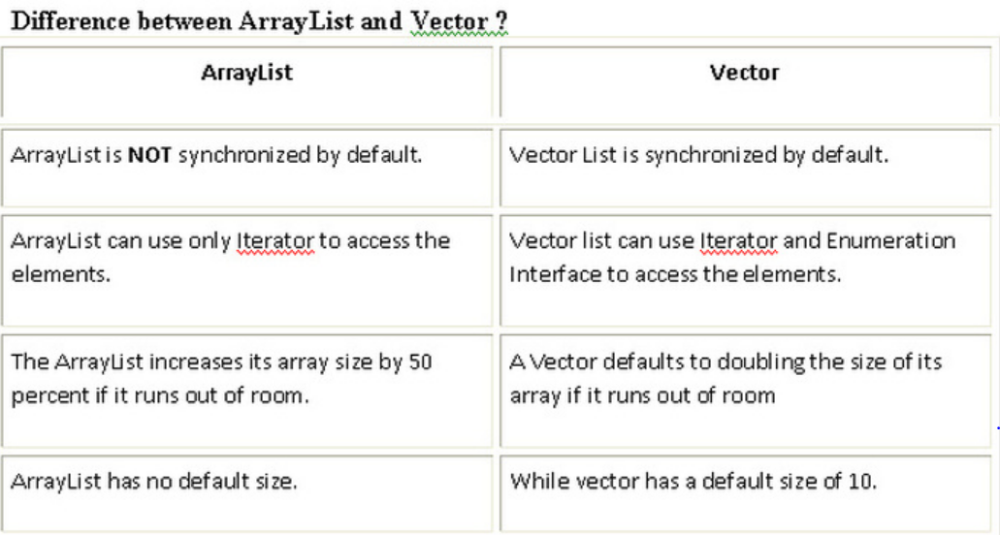 Difference between ArrayList and Vector ?
ArrayList
Vector
ArrayList is NOT synchronized by default.
Vector List is synchronized by default.
ArrayList can use only Iterator to access the
elements.
Vector list can use Iterator and Enumeration
Interface to access the elements.
The ArrayList increases its array size by 50
percent if it runs out of room.
A Vector defaults to doubling the size of its
array if it runs out of room
ArrayList has no default size.
While vector has a default size of 10.